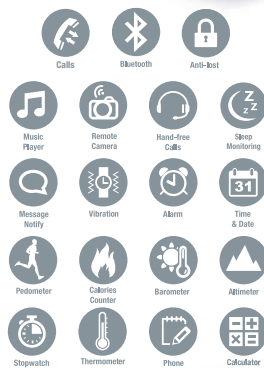 Calls Bluetooth Anti-lost
Music Player
Remote Camera
Hand-free Calls
Z Z Z
Sleep Monitoring
Message Notify
Vibration
Alarm
31
Time & Date
Pedometer
Calories Counter
Barometer
Altimeter
Stopwatch
Thermometer
Phone
Calculator